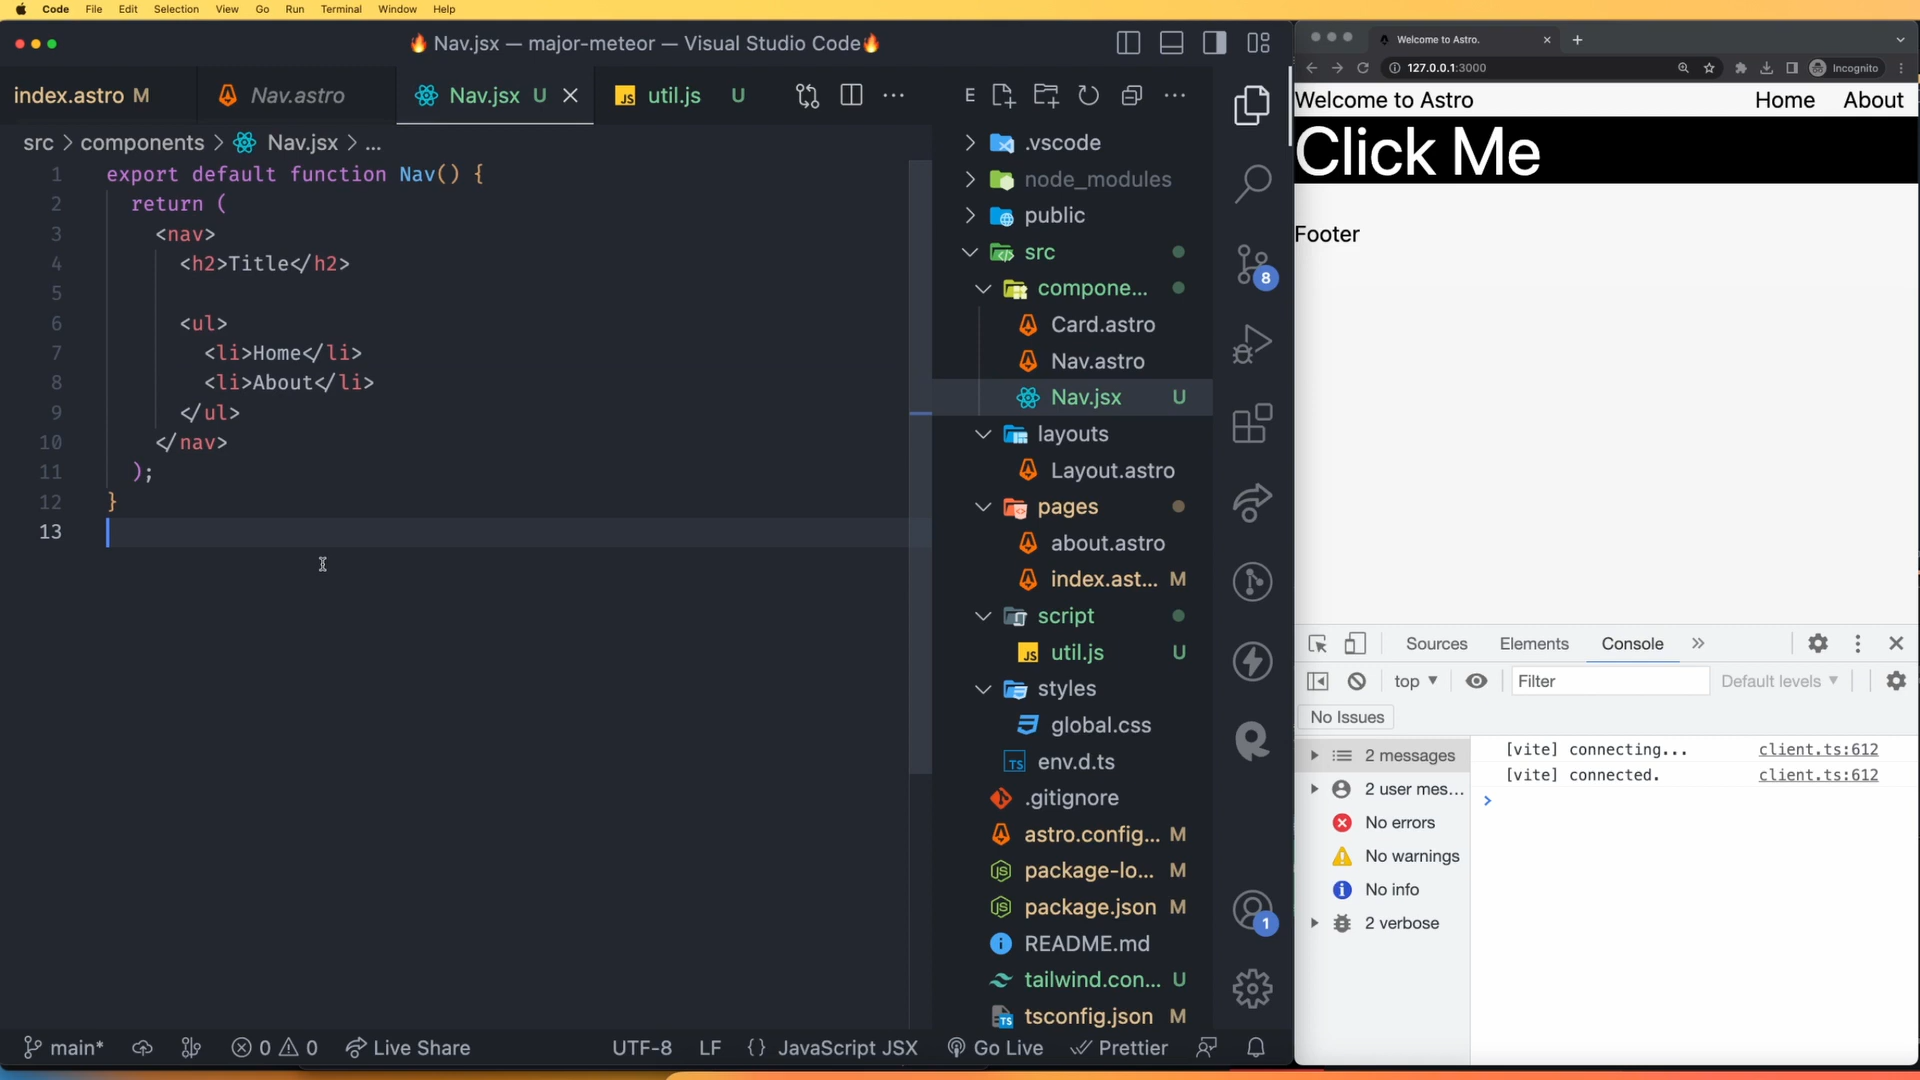 Code File Edit Selection View Go Run Terminal Window Help
🔥 Nav.jsx — major-meteor — Visual Studio Code🔥
index.astro M
Nav.astro
Nav.jsx U
JS util.js U
src > components > Nav.jsx > ...
1 export default function Nav() {
2 return (
3 <nav>
4 <h2>Title</h2>
5
6 <ul>
7 <li>Home</li>
8 <li>About</li>
9 </ul>
10 </nav>
11 );
12 }
13
E
.vscode
node_modules
public
src
compone...
Card.astro
Nav.astro
Nav.jsx U
layouts
Layout.astro
pages
about.astro
index.ast... M
script
JS util.js U
styles
global.css
TS env.d.ts
.gitignore
astro.config... M
package-lo... M
package.json M
README.md
tailwind.con... U
TS tsconfig.json M
8
1
main*
0 0
Live Share
UTF-8
LF
{ } JavaScript JSX
Go Live
Prettier
Welcome to Astro.
127.0.0.1:3000
Incognito
Welcome to Astro Home About
Click Me
Footer
Sources Elements Console
top
Filter
Default levels
No Issues
2 messages
2 user mes...
No errors
No warnings
No info
2 verbose
[vite] connecting... client.ts:612
[vite] connected. client.ts:612